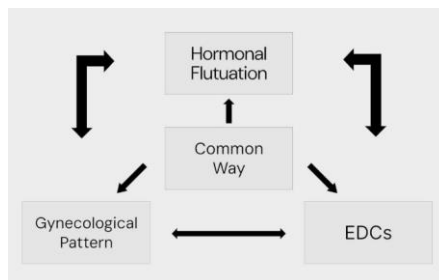 Hormonal
Flutuation
Common
Way
Gynecological
Pattern
EDCs